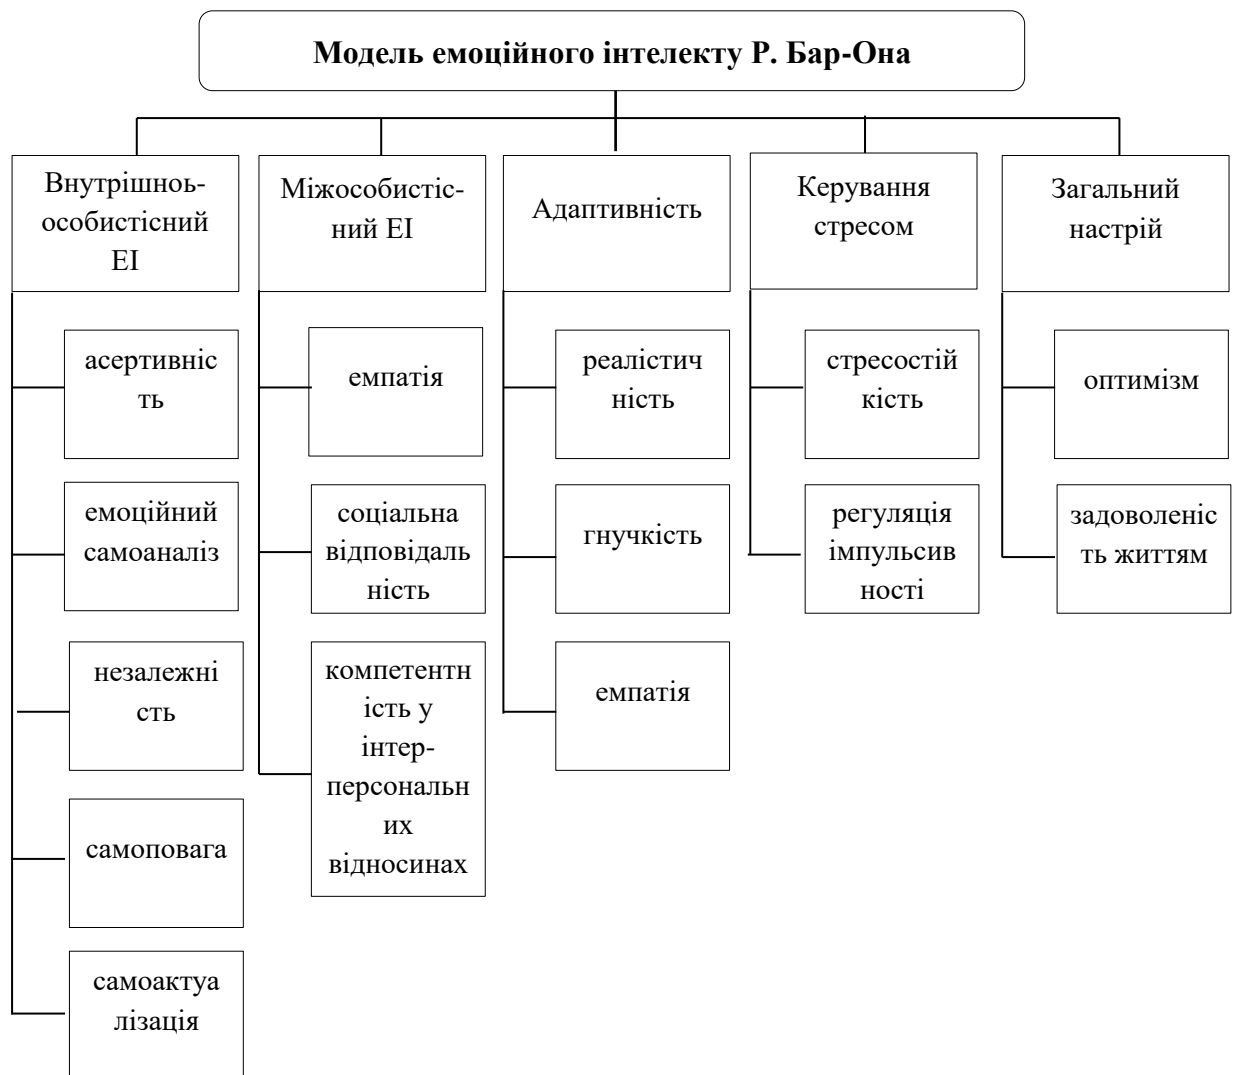 Модель емоційного інтелекту Р. Бар-Она
Внутрішноь-
особистісний
ЕІ
Міжособистіс-
ний ЕІ
Адаптивність
Керування
стресом
Загальний
настрій
асертивніс
ть
емоційний
самоаналіз
незалежні
сть
самоповага
самоактуа
лізація
емпатія
соціальна
відповідаль
ність
компетентн
ість у
інтер-
персональн
их
відносинах
реалістич
ність
гнучкість
емпатія
стресостій
кість
регуляція
імпульсив
ності
оптимізм
задоволеніс
ть життям